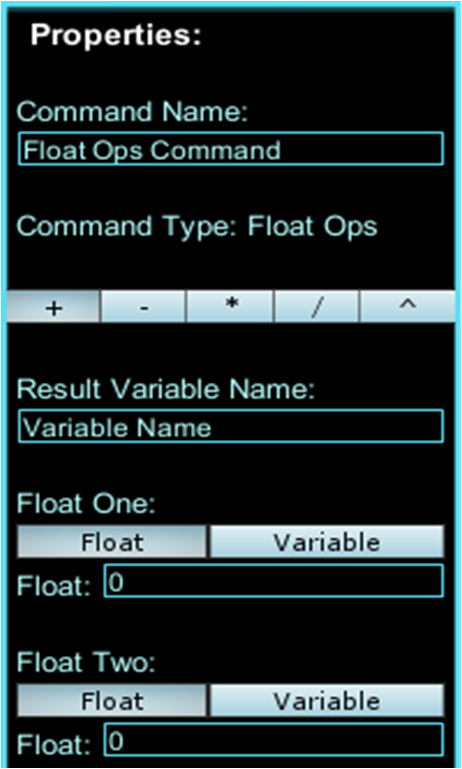 Properties:
Command Name:
Float Ops Command
Command Type: Float Ops
+ - * / ^
Result Variable Name:
Variable Name
Float One:
Float Variable
Float: 0
Float Two:
Float Variable
Float: 0